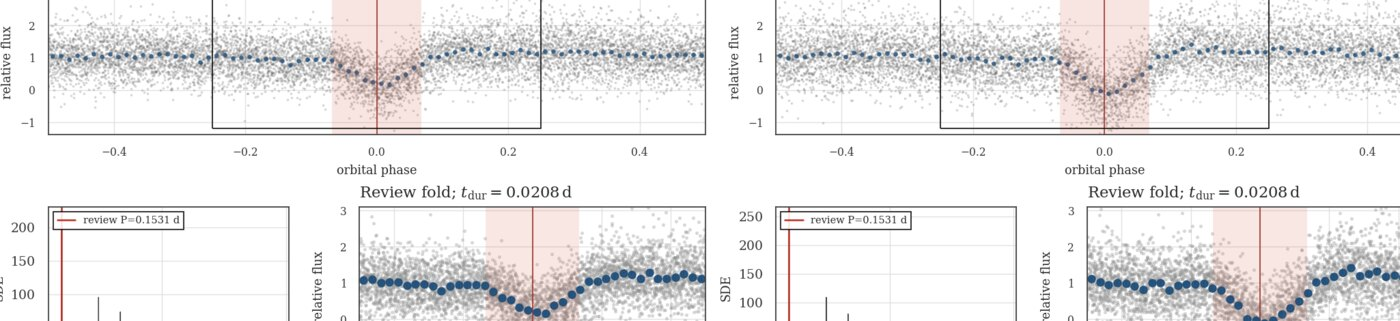 relative flux
2
1
0
−1
−0.4
−0.2
0.0
0.2
0.4
orbital phase
relative flux
2
1
0
−1
−0.4
−0.2
0.0
0.2
0.4
orbital phase
SDE
200
150
100
review P=0.1531 d
Review fold; t_dur = 0.0208 d
relative flux
3
2
1
0
SDE
250
200
150
100
review P=0.1531 d
Review fold; t_dur = 0.0208 d
relative flux
3
2
1
0